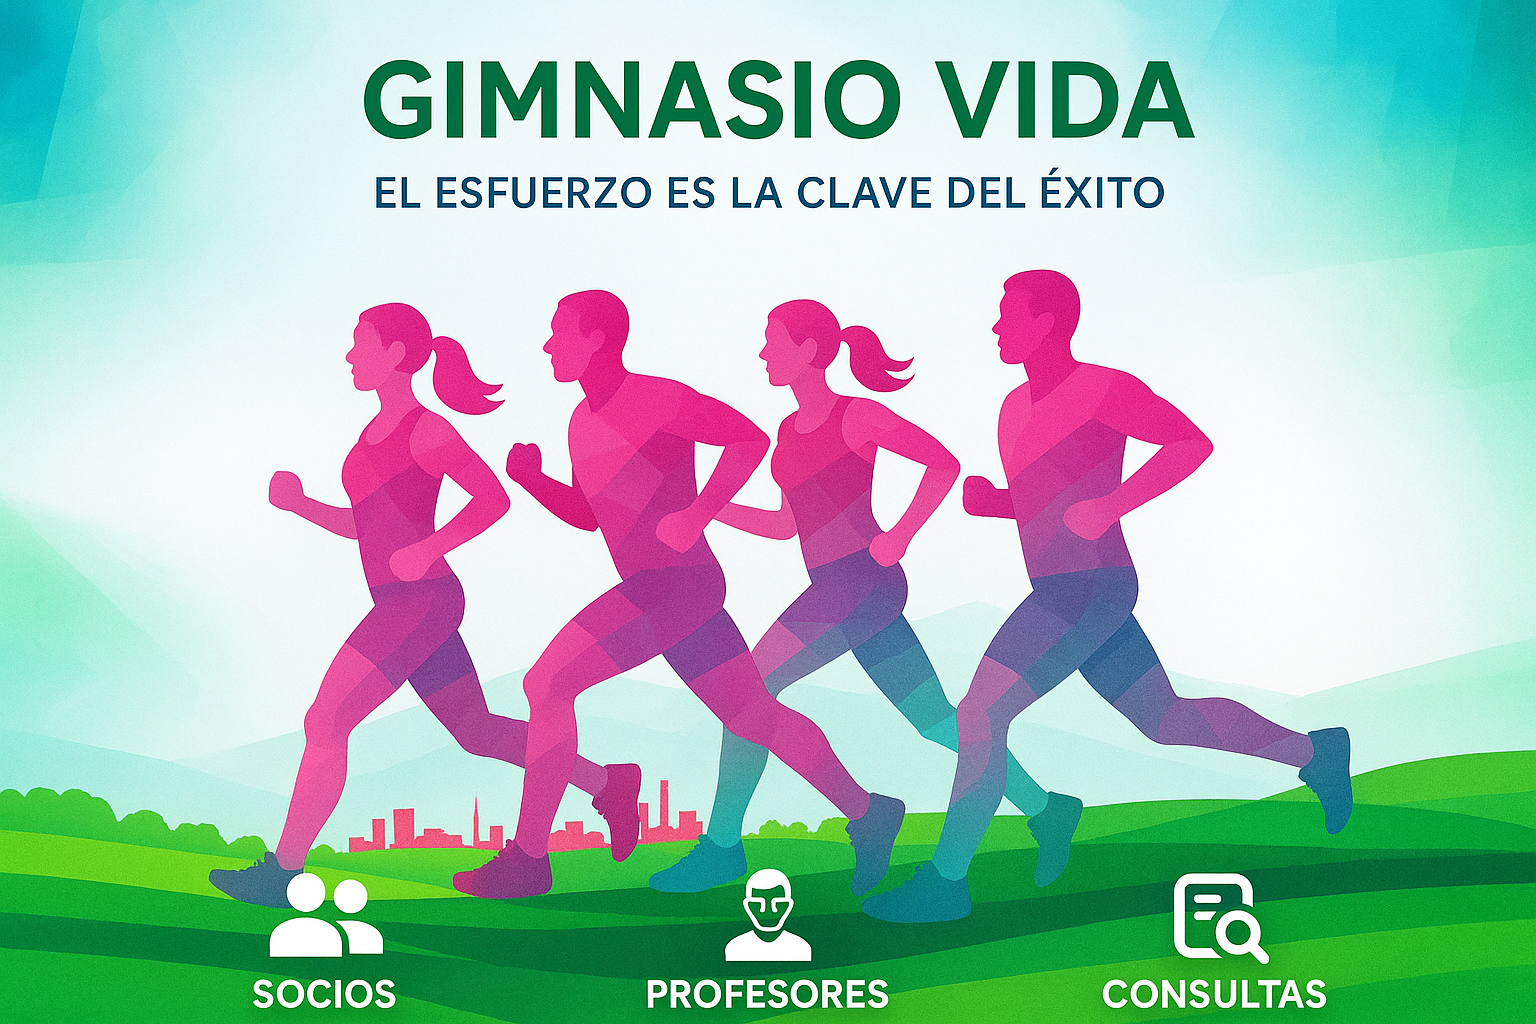 GIMNASIO VIDA
EL ESFUERZO ES LA CLAVE DEL ÉXITO
SOCIOS
PROFESORES
CONSULTAS